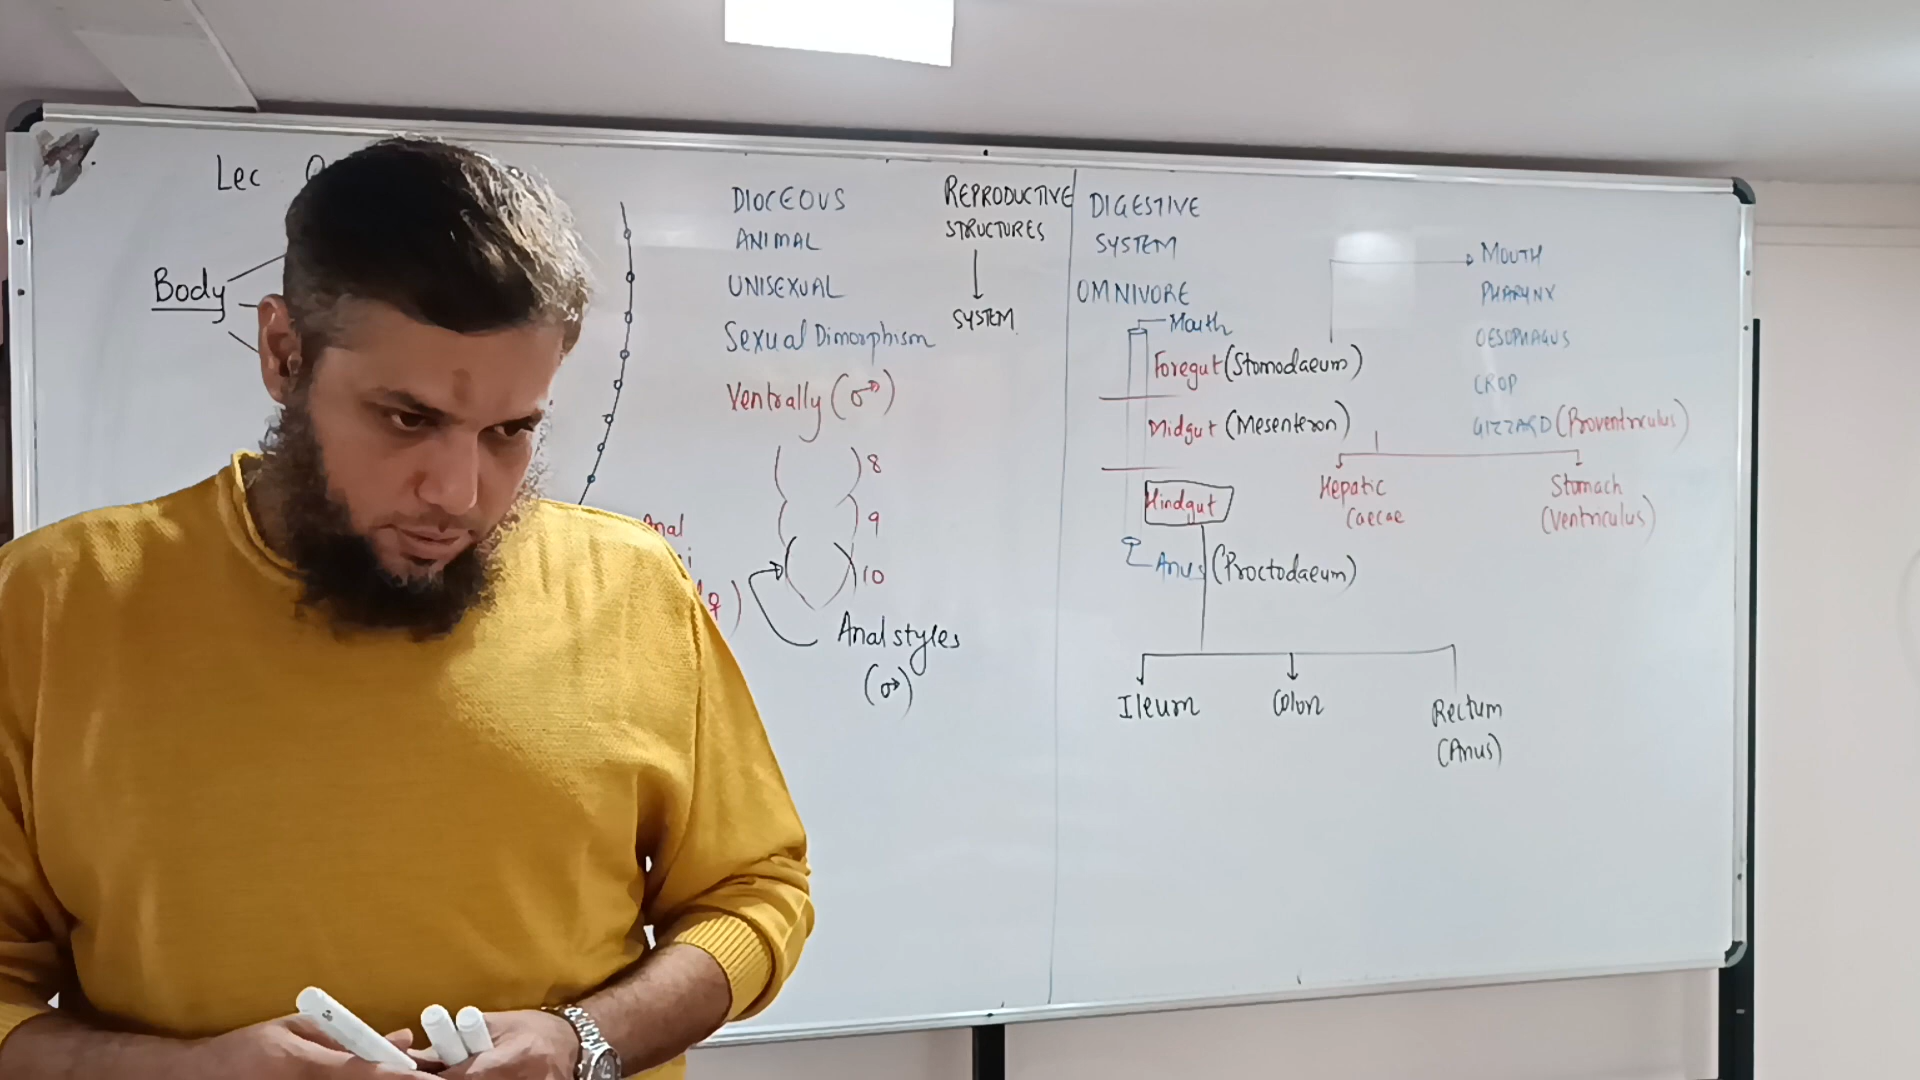 Lec
Body
Anal
♀)
DIOCEOUS
ANIMAL
UNISEXUAL
Sexual Dimorphism
Ventrally (♂)
8
9
10
Anal styles
(♂)
REPRODUCTIVE
STRUCTURES
SYSTEM
DIGESTIVE
SYSTEM
OMNIVORE
Mouth
Foregut (Stomodaeum)
Midgut (Mesenteron)
Hindgut
Anus (Proctodaeum)
MOUTH
PHARYNX
OESOPHAGUS
CROP
GIZZARD (Proventriculus)
Hepatic
Caecae
Stomach
(Ventriculus)
Ileum
Colon
Rectum
(Anus)